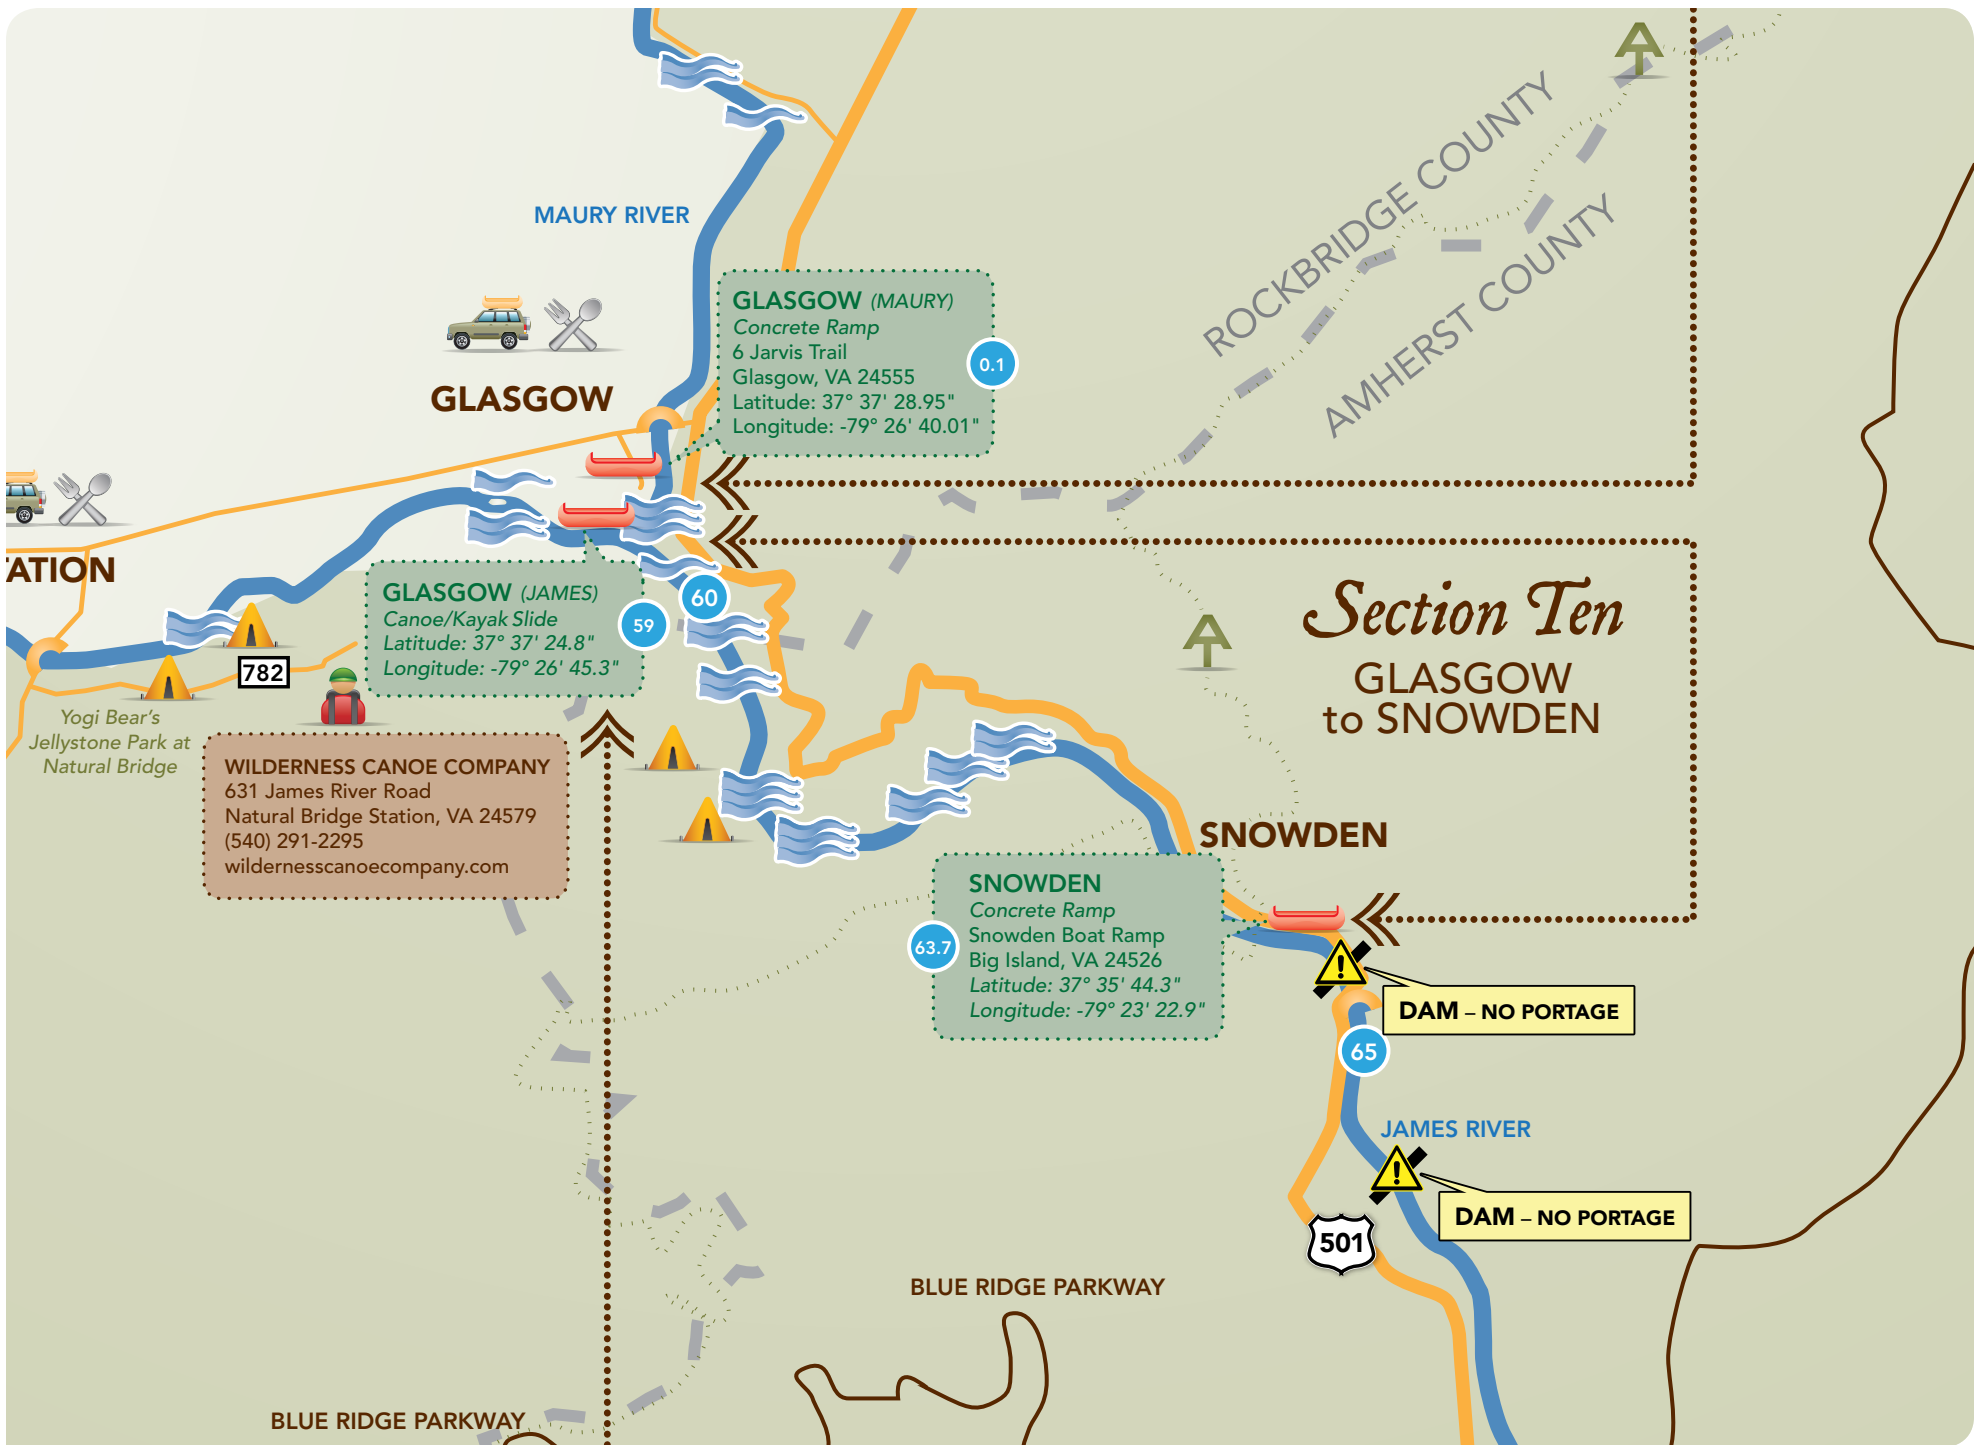 MAURY RIVER
ROCKBRIDGE COUNTY
AMHERST COUNTY
GLASGOW (MAURY)
Concrete Ramp
6 Jarvis Trail
Glasgow, VA 24555
Latitude: 37° 37' 28.95"
Longitude: -79° 26' 40.01"
0.1
GLASGOW
TATION
GLASGOW (JAMES)
Canoe/Kayak Slide
Latitude: 37° 37' 24.8"
Longitude: -79° 26' 45.3"
59
60
782
Yogi Bear's
Jellystone Park at
Natural Bridge
WILDERNESS CANOE COMPANY
631 James River Road
Natural Bridge Station, VA 24579
(540) 291-2295
wildernesscanoecompany.com
Section Ten
GLASGOW
to SNOWDEN
SNOWDEN
SNOWDEN
Concrete Ramp
Snowden Boat Ramp
Big Island, VA 24526
Latitude: 37° 35' 44.3"
Longitude: -79° 23' 22.9"
63.7
!
DAM – NO PORTAGE
65
JAMES RIVER
!
DAM – NO PORTAGE
501
BLUE RIDGE PARKWAY
BLUE RIDGE PARKWAY